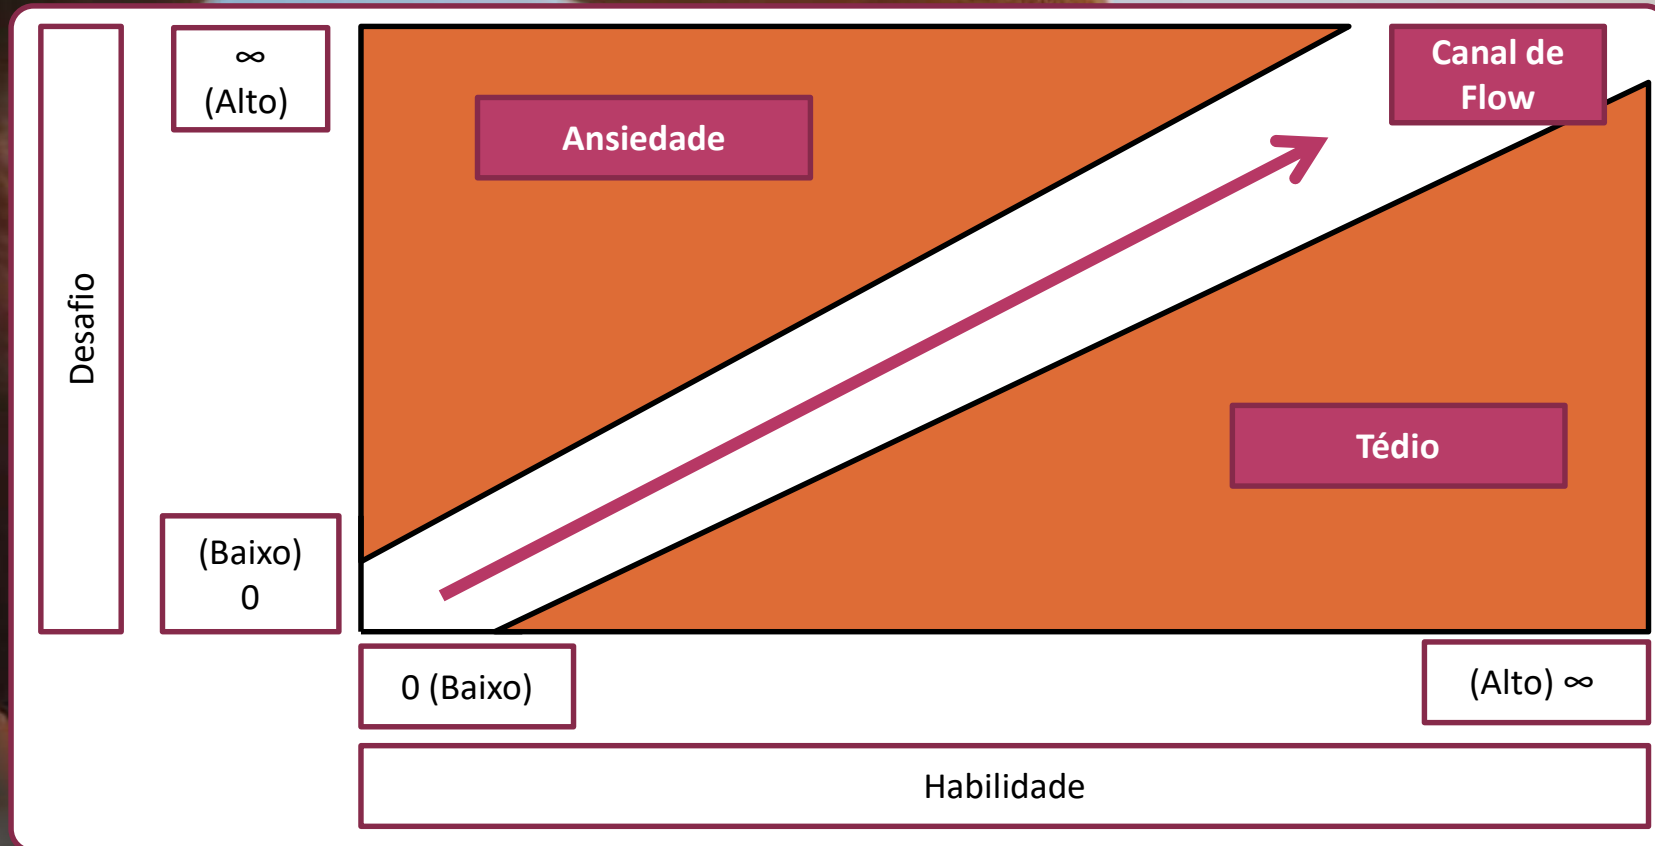 ∞
(Alto)
Canal de
Flow
Ansiedade
Desafio
Tédio
(Baixo)
0
0 (Baixo)
(Alto) ∞
Habilidade